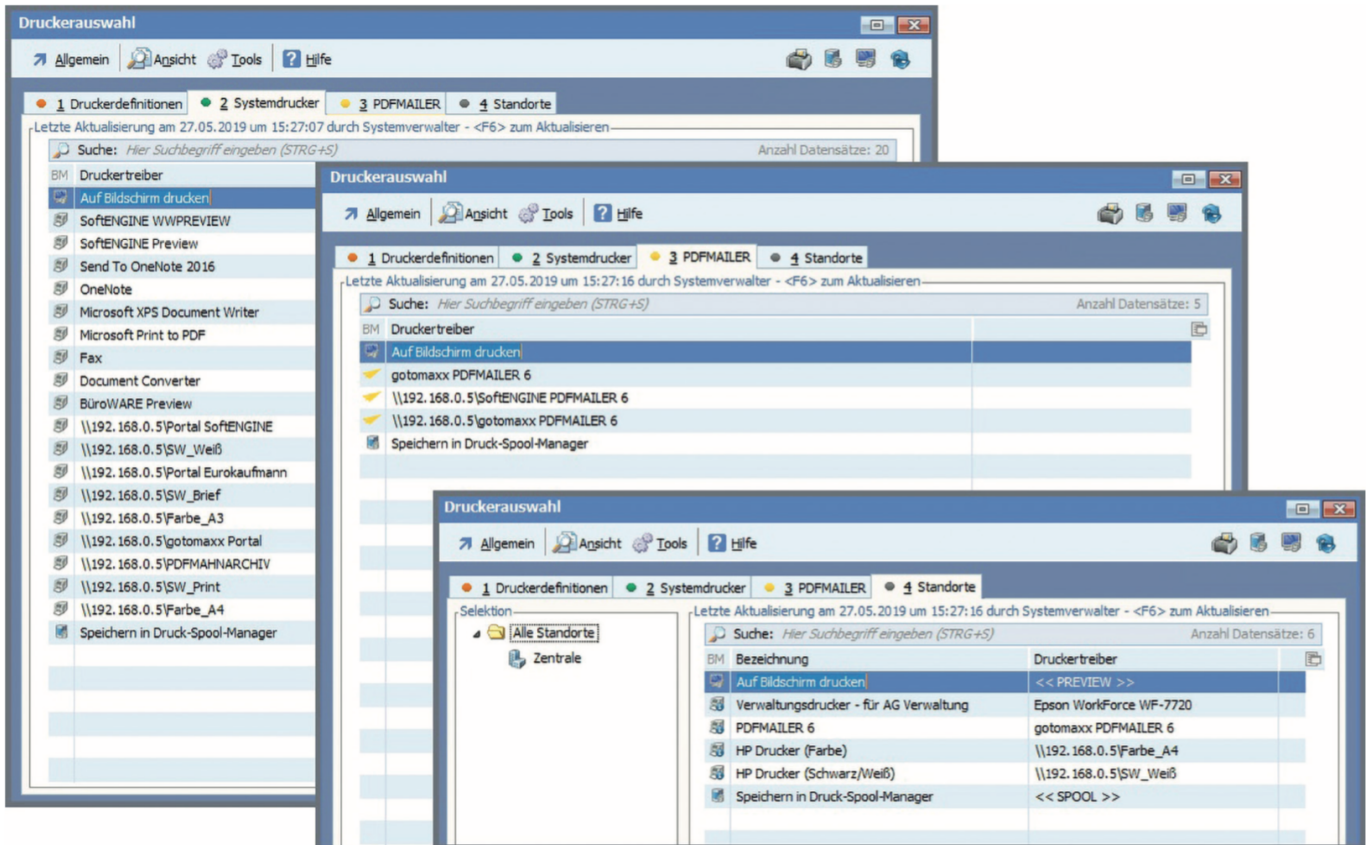 Druckerauswahl
Allgemein Ansicht Tools Hilfe
1 Druckerdefinitionen 2 Systemdrucker 3 PDFMAILER 4 Standorte
Letzte Aktualisierung am 27.05.2019 um 15:27:07 durch Systemverwalter - <F6> zum Aktualisieren
Suche: Hier Suchbegriff eingeben (STRG+S) Anzahl Datensätze: 20
BM Druckertreiber
Auf Bildschirm drucken
SoftENGINE WWPREVIEW
SoftENGINE Preview
Send To OneNote 2016
OneNote
Microsoft XPS Document Writer
Microsoft Print to PDF
Fax
Document Converter
BüroWARE Preview
\\192.168.0.5\Portal SoftENGINE
\\192.168.0.5\SW_Weiß
\\192.168.0.5\Portal Eurokaufmann
\\192.168.0.5\SW_Brief
\\192.168.0.5\Farbe_A3
\\192.168.0.5\gotomaxx Portal
\\192.168.0.5\PDFMAHNARCHIV
\\192.168.0.5\SW_Print
\\192.168.0.5\Farbe_A4
Speichern in Druck-Spool-Manager
Druckerauswahl
Allgemein Ansicht Tools Hilfe
1 Druckerdefinitionen 2 Systemdrucker 3 PDFMAILER 4 Standorte
Letzte Aktualisierung am 27.05.2019 um 15:27:16 durch Systemverwalter - <F6> zum Aktualisieren
Suche: Hier Suchbegriff eingeben (STRG+S) Anzahl Datensätze: 5
BM Druckertreiber
Auf Bildschirm drucken
gotomaxx PDFMAILER 6
\\192.168.0.5\SoftENGINE PDFMAILER 6
\\192.168.0.5\gotomaxx PDFMAILER 6
Speichern in Druck-Spool-Manager
Druckerauswahl
Allgemein Ansicht Tools Hilfe
1 Druckerdefinitionen 2 Systemdrucker 3 PDFMAILER 4 Standorte
Selektion
Alle Standorte
Zentrale
Letzte Aktualisierung am 27.05.2019 um 15:27:16 durch Systemverwalter - <F6> zum Aktualisieren
Suche: Hier Suchbegriff eingeben (STRG+S) Anzahl Datensätze: 6
BM Bezeichnung Druckertreiber
Auf Bildschirm drucken << PREVIEW >>
Verwaltungsdrucker - für AG Verwaltung Epson WorkForce WF-7720
PDFMAILER 6 gotomaxx PDFMAILER 6
HP Drucker (Farbe) \\192.168.0.5\Farbe_A4
HP Drucker (Schwarz/Weiß) \\192.168.0.5\SW_Weiß
Speichern in Druck-Spool-Manager << SPOOL >>